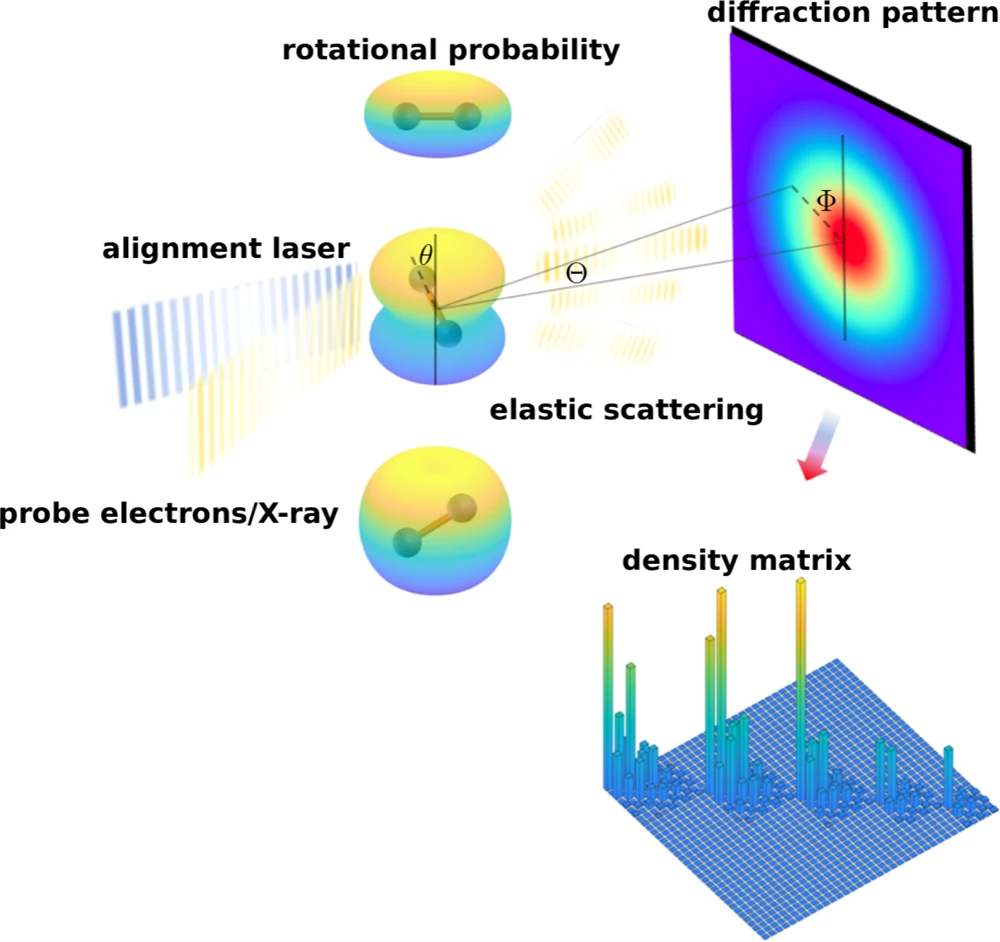 diffraction pattern
rotational probability
Φ
alignment laser
θ
Θ
elastic scattering
probe electrons/X-ray
density matrix